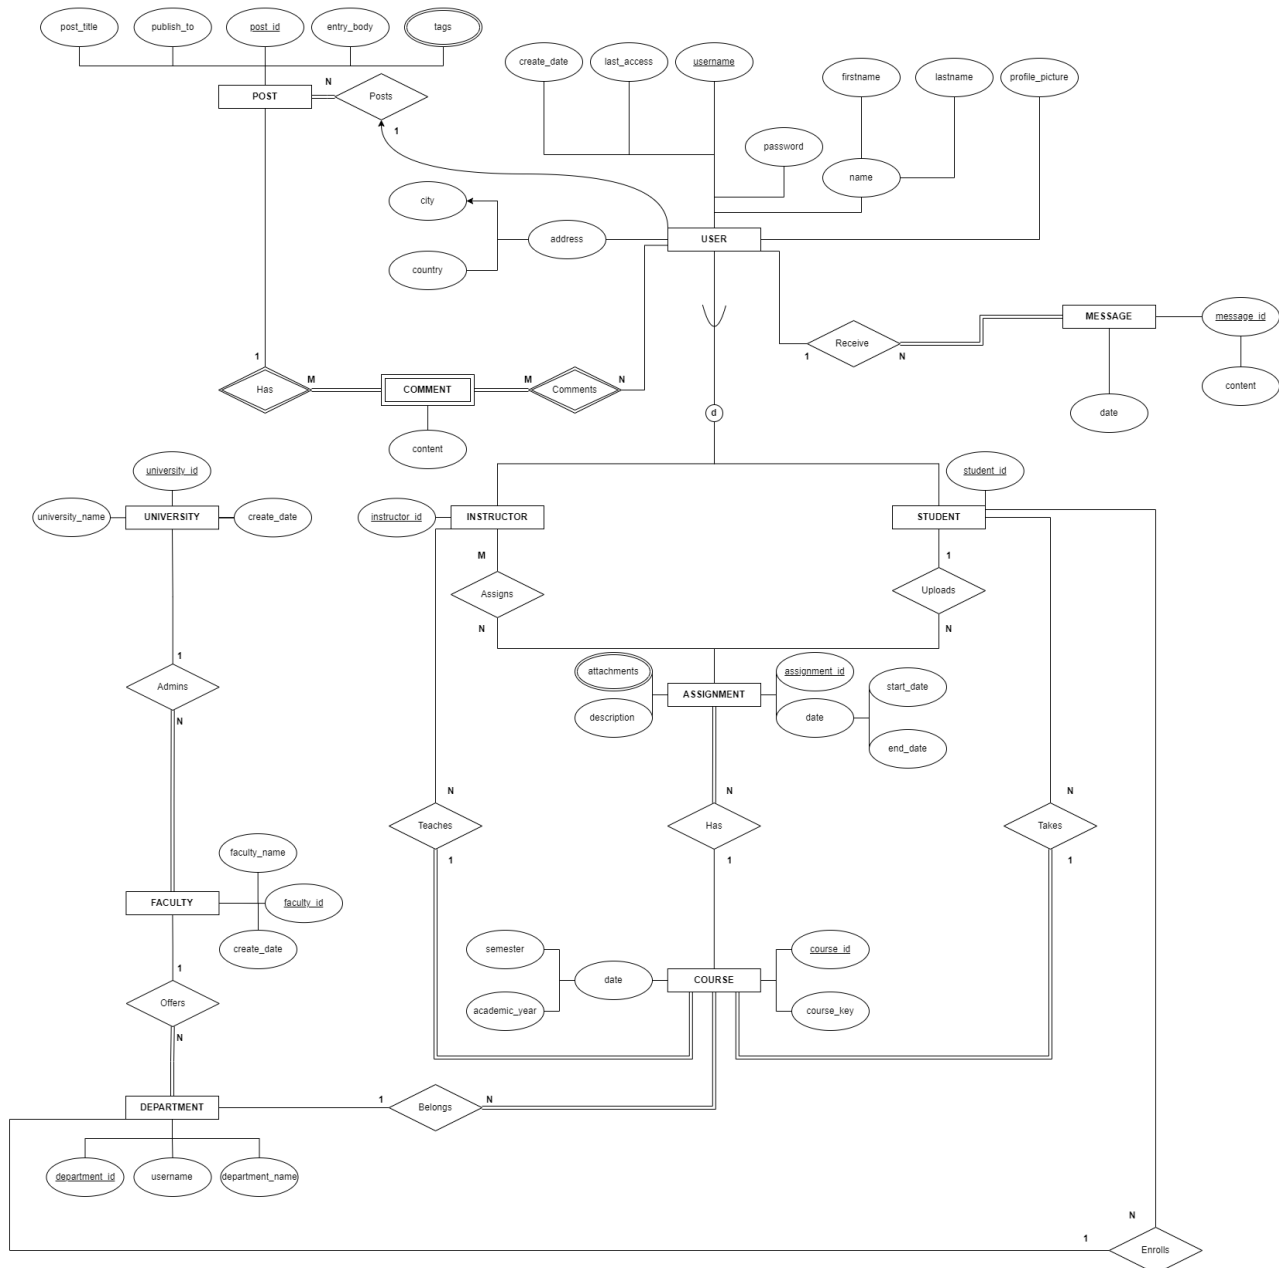 post_title
publish_to
post_id
entry_body
tags
create_date
last_access
username
firstname
lastname
profile_picture
POST
N
Posts
1
password
name
city
address
USER
country
MESSAGE
message_id
Receive
1
N
content
date
1
Has
M
COMMENT
M
Comments
N
content
d
university_id
student_id
university_name
UNIVERSITY
create_date
instructor_id
INSTRUCTOR
STUDENT
M
1
Assigns
Uploads
N
N
1
Admins
N
attachments
assignment_id
start_date
ASSIGNMENT
description
date
end_date
N
N
N
Teaches
Has
Takes
1
1
1
faculty_name
FACULTY
faculty_id
create_date
semester
course_id
1
date
COURSE
Offers
academic_year
course_key
N
DEPARTMENT
1
Belongs
N
department_id
username
department_name
N
1
Enrolls